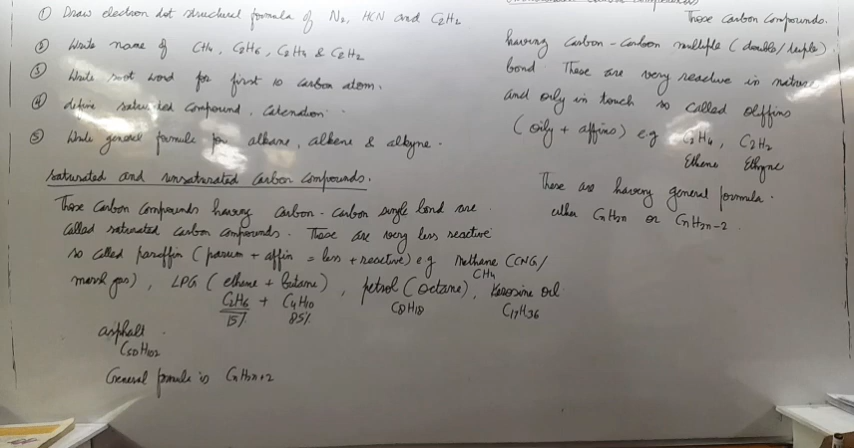 ① Draw electron dot structural formula of N₂, HCN and C₂H₂
② Write name of CH₄, C₂H₆, C₂H₄ & C₂H₂
③ Write root word for first 10 carbon atom.
④ define saturated compound, Catenation.
⑤ Write general formula for alkane, alkene & alkyne.
Saturated and unsaturated Carbon Compounds.
Those Carbon Compounds having Carbon-Carbon single bond are
called saturated carbon compounds. These are very less reactive
so called paraffin (parum + affin = less + reactive) e.g Methane (CNG/
CH₄
marsh gas), LPG (ethane + butane), petrol (octane), Kerosine oil
C₂H₆ + C₄H₁₀ C₈H₁₈ C₁₇H₃₆
15% 85%
asphalt
C₅₀H₁₀₂
General formula is CnH2n+2
Those Carbon Compounds.
having Carbon-Carbon multiple (double/triple)
bond These are very reactive in nature
and oily in touch so called oleffins
(oily + affins) e.g C₂H₄, C₂H₂
Ethene Ethyne
These are having general formula.
either CnH2n or CnH2n-2